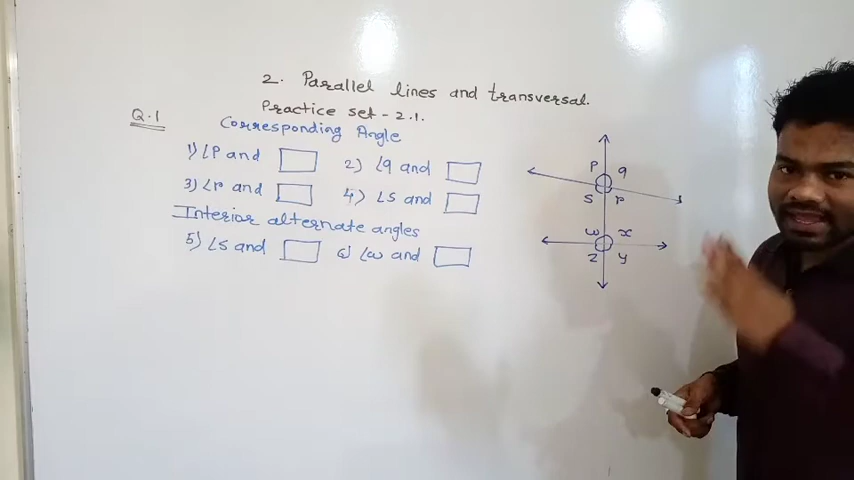 2. Parallel lines and transversal.
Practice set - 2.1.
Q.1
Corresponding Angle
1) ∠P and
2) ∠q and
3) ∠r and
4) ∠S and
Interior alternate angles
5) ∠S and
6) ∠w and
P q
S r
w x
z y